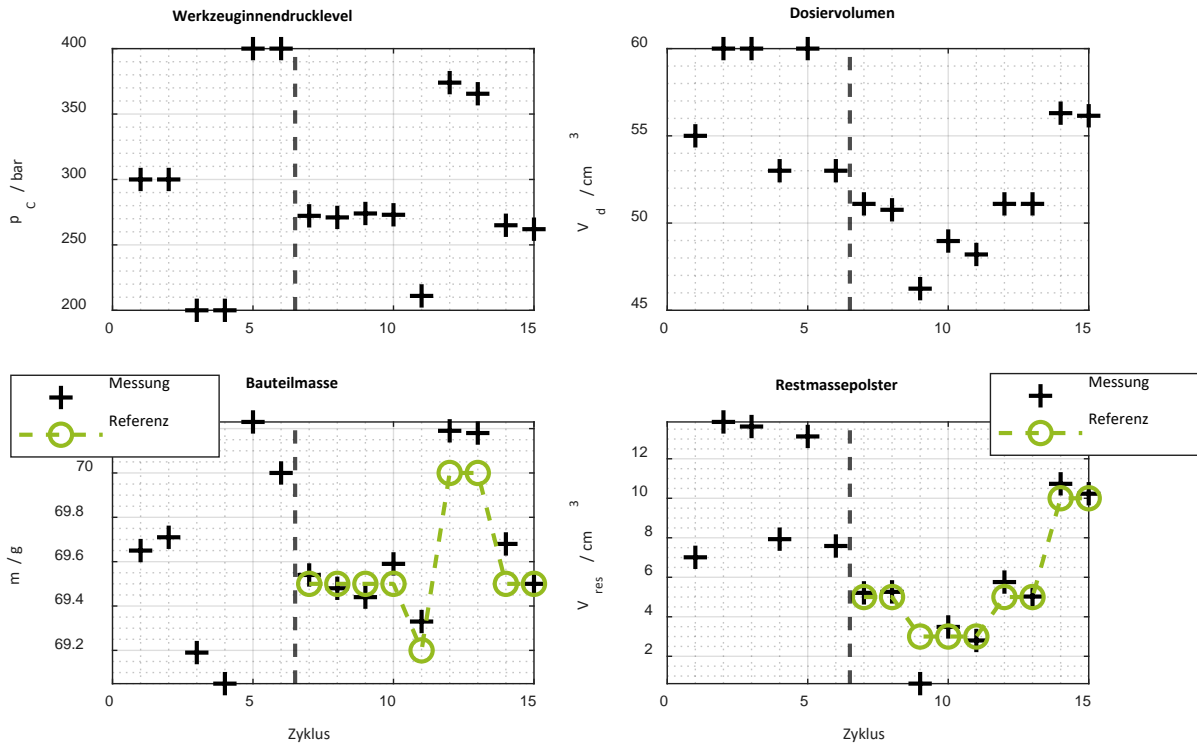 Werkzeuginnendrucklevel
400
350
300
250
200
p C / bar
0 5 10 15
Dosiervolumen
60
55
50
45
V d / cm 3
0 5 10 15
Bauteilmasse
Messung
Referenz
70
69.8
69.6
69.4
69.2
m / g
0 5 10 15
Zyklus
Restmassepolster
Messung
Referenz
12
10
8
6
4
2
V res / cm 3
0 5 10 15
Zyklus